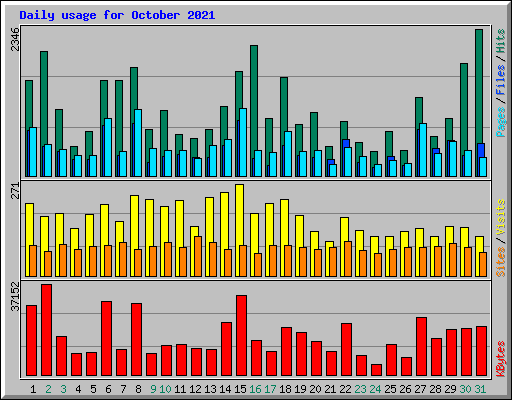 Daily usage for October 2021
2346
Pages / Files / Hits
271
Sites / Visits
37152
KBytes
1 2 3 4 5 6 7 8 9 10 11 12 13 14 15 16 17 18 19 20 21 22 23 24 25 26 27 28 29 30 31